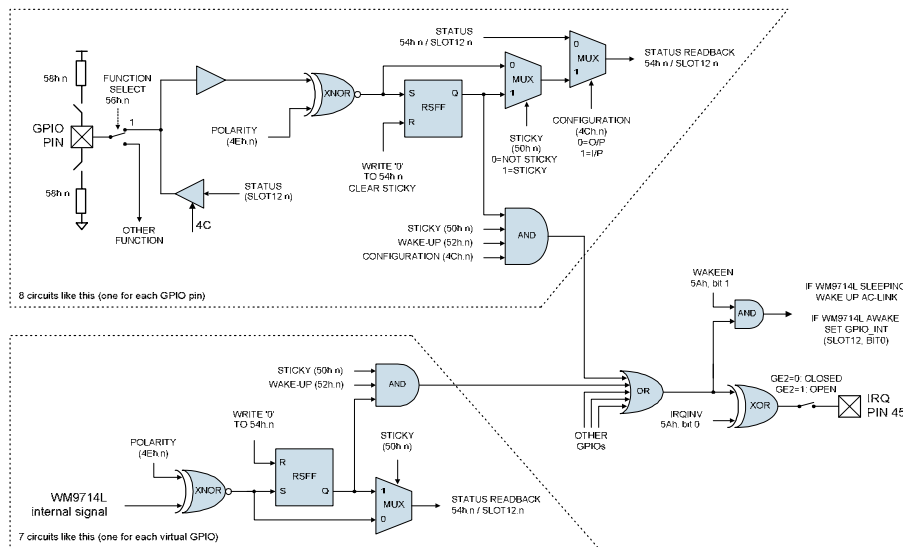 STATUS
54h.n / SLOT12.n
0
MUX
1
STATUS READBACK
54h.n / SLOT12.n
58h.n
FUNCTION
SELECT
56h.n
1
GPIO
PIN
58h.n
OTHER
FUNCTION
XNOR
POLARITY
(4Eh.n)
S
Q
RSFF
R
WRITE '0'
TO 54h.n
CLEAR STICKY
0
MUX
1
STICKY
(50h.n)
0=NOT STICKY
1=STICKY
CONFIGURATION
(4Ch.n)
0=O/P
1=I/P
STATUS
(SLOT12.n)
4C
STICKY (50h.n)
WAKE-UP (52h.n)
CONFIGURATION (4Ch.n)
AND
8 circuits like this (one for each GPIO pin)
WAKEEN
5Ah, bit 1
AND
IF WM9714L SLEEPING
WAKE UP AC-LINK
IF WM9714L AWAKE
SET GPIO_INT
(SLOT12, BIT0)
STICKY (50h.n)
WAKE-UP (52h.n)
AND
OR
OTHER
GPIOs
IRQINV
5Ah, bit 0
XOR
GE2=0; CLOSED
GE2=1; OPEN
IRQ
PIN 45
WRITE '0'
TO 54h.n
STICKY
(50h.n)
POLARITY
(4Eh.n)
XNOR
R
RSFF
S
Q
1
MUX
0
STATUS READBACK
54h.n / SLOT12.n
WM9714L
internal signal
7 circuits like this (one for each virtual GPIO)